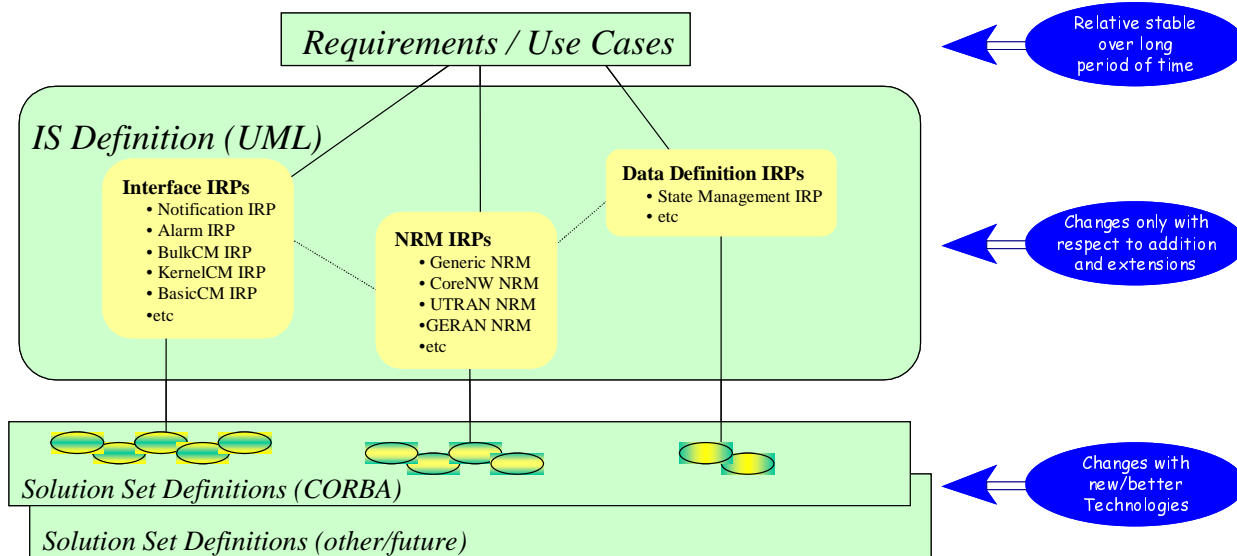 Requirements / Use Cases
Relative stable
over long
period of time
IS Definition (UML)
Interface IRPs
• Notification IRP
• Alarm IRP
• BulkCM IRP
• KernelCM IRP
• BasicCM IRP
•etc
NRM IRPs
• Generic NRM
• CoreNW NRM
• UTRAN NRM
•GERAN NRM
•etc
Data Definition IRPs
• State Management IRP
• etc
Changes only with
respect to addition
and extensions
Solution Set Definitions (CORBA)
Changes with
new/better
Technologies
Solution Set Definitions (other/future)